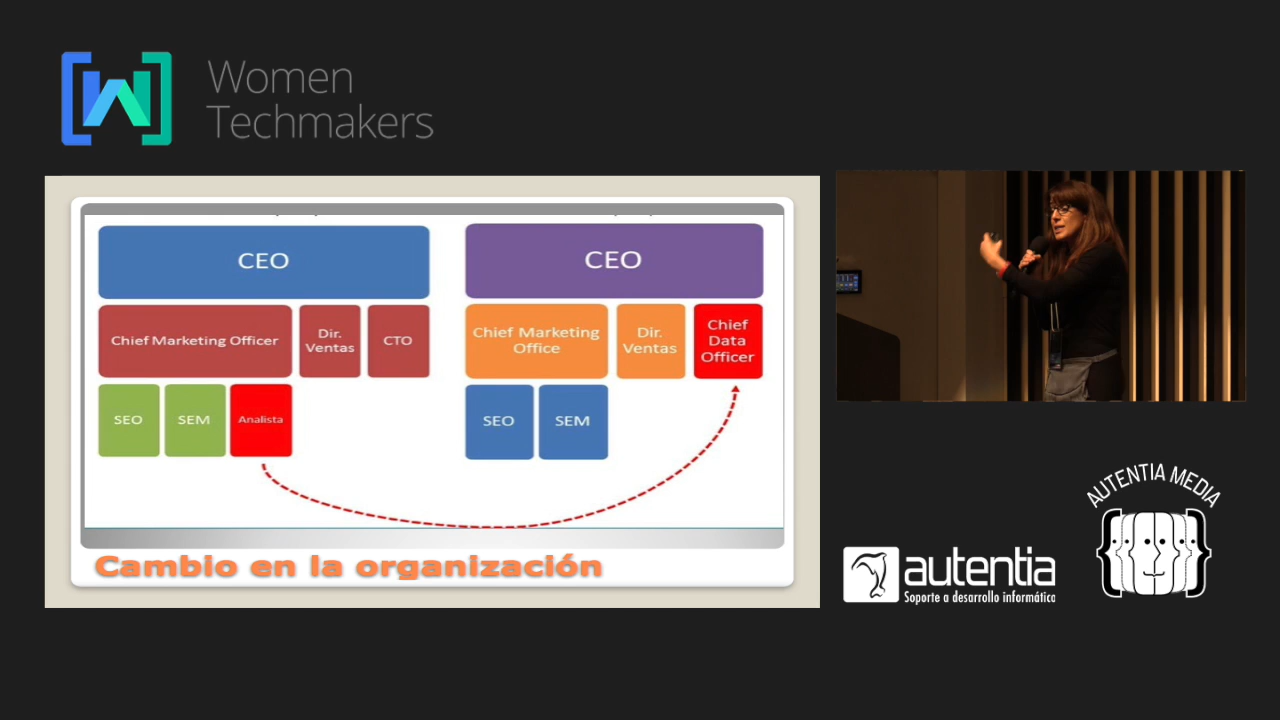 Women
Techmakers
CEO
CEO
Chief Marketing Officer
Dir.
Ventas
CTO
Chief Marketing
Office
Dir.
Ventas
Chief
Data
Officer
SEO
SEM
Analista
SEO
SEM
Cambio en la organización
AUTENTIA MEDIA
autentia
Soporte a desarrollo informático